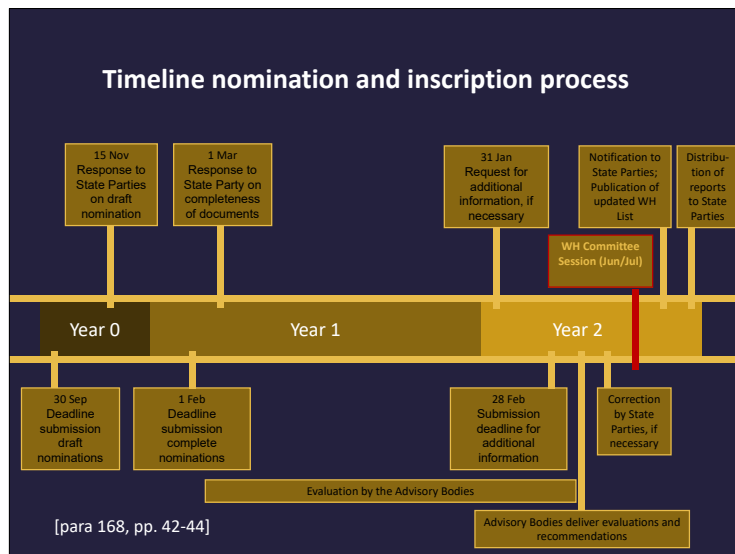 Timeline nomination and inscription process
15 Nov
Response to
State Parties
on draft
nomination
1 Mar
Response to
State Party on
completeness
of documents
31 Jan
Request for
additional
information, if
necessary
Notification to
State Parties;
Publication of
updated WH
List
Distribu-
tion of
reports
to State
Parties
WH Committee
Session (Jun/Jul)
Year 0
Year 1
Year 2
30 Sep
Deadline
submission
draft
nominations
1 Feb
Deadline
submission
complete
nominations
28 Feb
Submission
deadline for
additional
information
Correction
by State
Parties, if
necessary
Evaluation by the Advisory Bodies
Advisory Bodies deliver evaluations and
recommendations
[para 168, pp. 42-44]